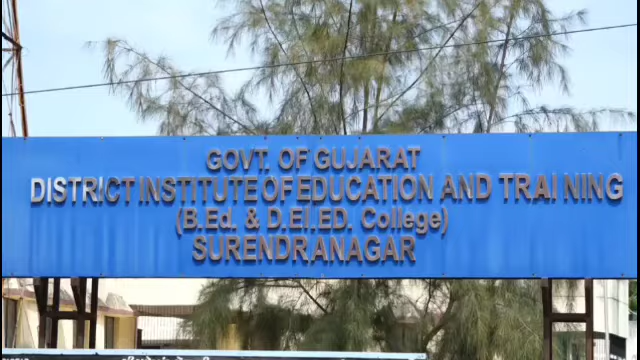 GOVT. OF GUJARAT
DISTRICT INSTITUTE OF EDUCATION AND TRAINING
(B.Ed. & D.El.ED. College)
SURENDRANAGAR